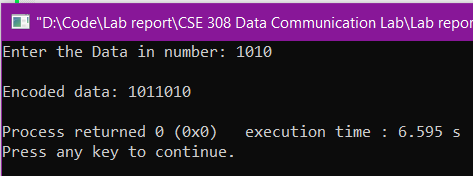 "D:\Code\Lab report\CSE 308 Data Communication Lab\Lab repor
Enter the Data in number: 1010
Encoded data: 1011010
Process returned 0 (0x0)   execution time : 6.595 s
Press any key to continue.